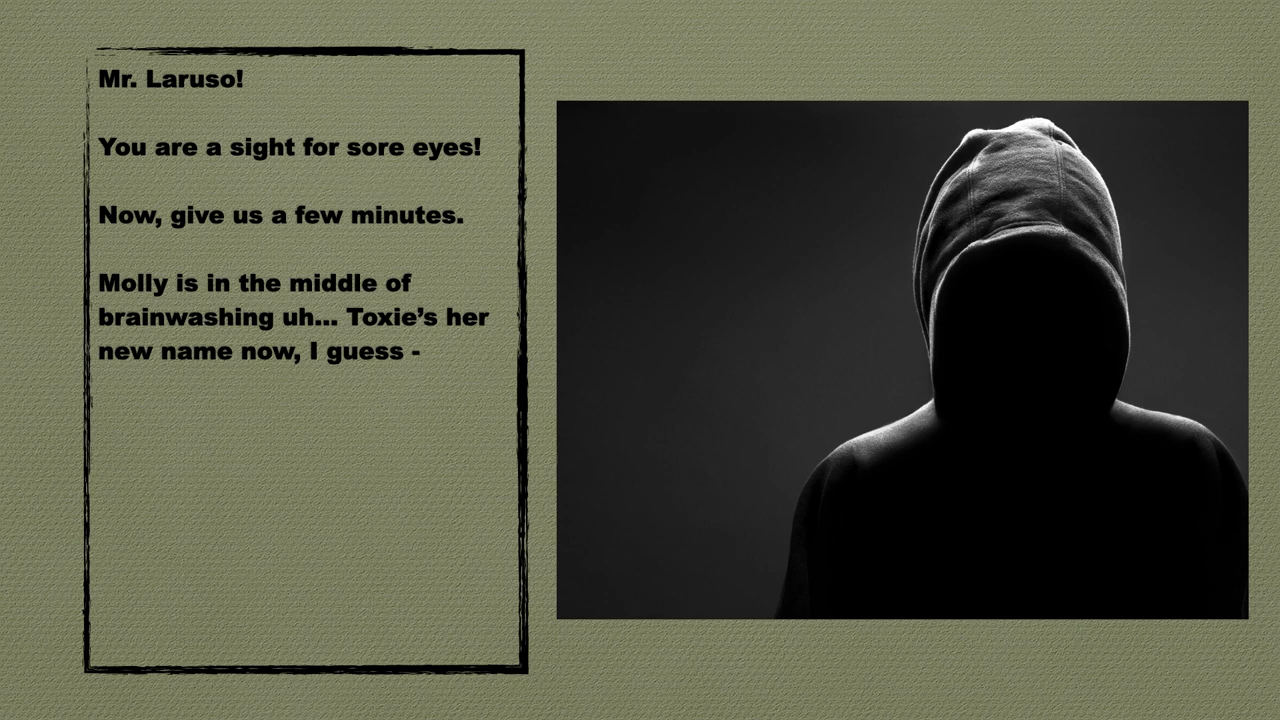 Mr. Laruso!
You are a sight for sore eyes!
Now, give us a few minutes.
Molly is in the middle of
brainwashing uh... Toxie’s her
new name now, I guess -